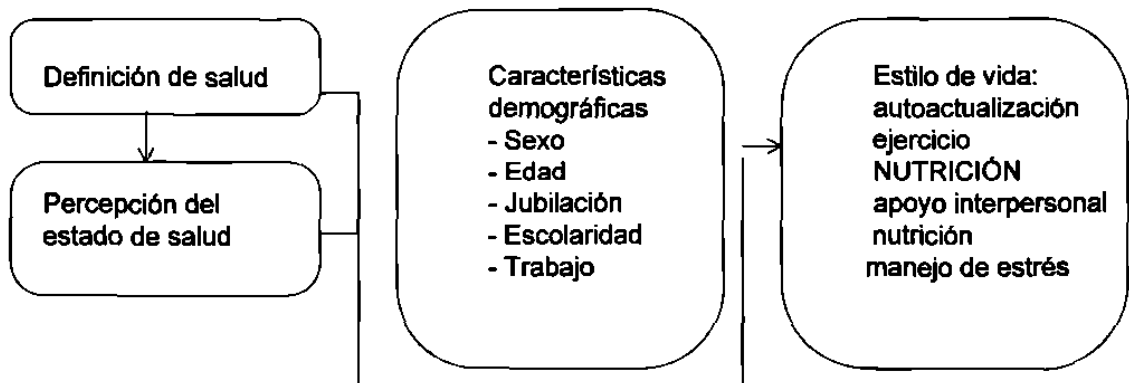 Definición de salud
Percepción del
estado de salud
Características
demográficas
- Sexo
- Edad
- Jubilación
- Escolaridad
- Trabajo
Estilo de vida:
autoactualización
ejercicio
NUTRICIÓN
apoyo interpersonal
nutrición
manejo de estrés